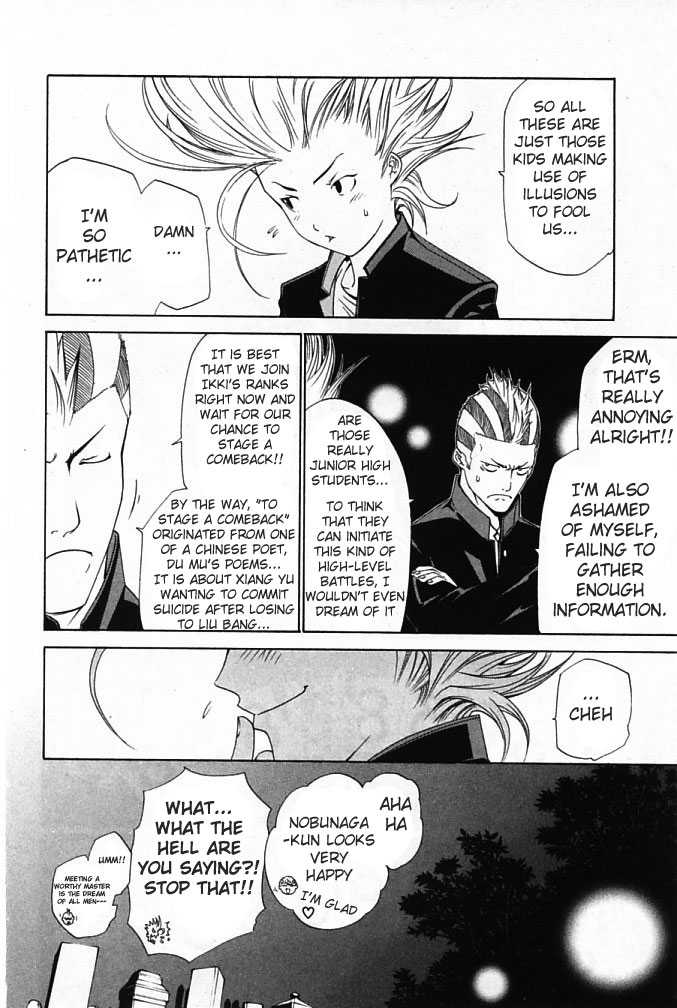 SO ALL
THESE ARE
JUST THOSE
KIDS MAKING
USE OF
ILLUSIONS
TO FOOL
US...
DAMN
...
I'M
SO
PATHETIC
...
ERM,
THAT'S
REALLY
ANNOYING
ALRIGHT!!
I'M ALSO
ASHAMED
OF MYSELF,
FAILING TO
GATHER
ENOUGH
INFORMATION.
ARE
THOSE
REALLY
JUNIOR HIGH
STUDENTS...
TO THINK
THAT THEY
CAN INITIATE
THIS KIND OF
HIGH-LEVEL
BATTLES, I
WOULDN'T EVEN
DREAM OF IT
IT IS BEST
THAT WE JOIN
IKKI'S RANKS
RIGHT NOW AND
WAIT FOR OUR
CHANCE TO
STAGE A
COMEBACK!!
BY THE WAY, "TO
STAGE A COMEBACK"
ORIGINATED FROM ONE
OF A CHINESE POET,
DU MU'S POEMS...
IT IS ABOUT XIANG YU
WANTING TO COMMIT
SUICIDE AFTER LOSING
TO LIU BANG...
...
CHEH
AHA
HA
NOBUNAGA
-KUN LOOKS
VERY
HAPPY
I'M GLAD
♡
WHAT...
WHAT THE
HELL ARE
YOU SAYING?!
STOP THAT!!
UMM!!
MEETING A
WORTHY MASTER
IS THE DREAM
OF ALL MEN~~